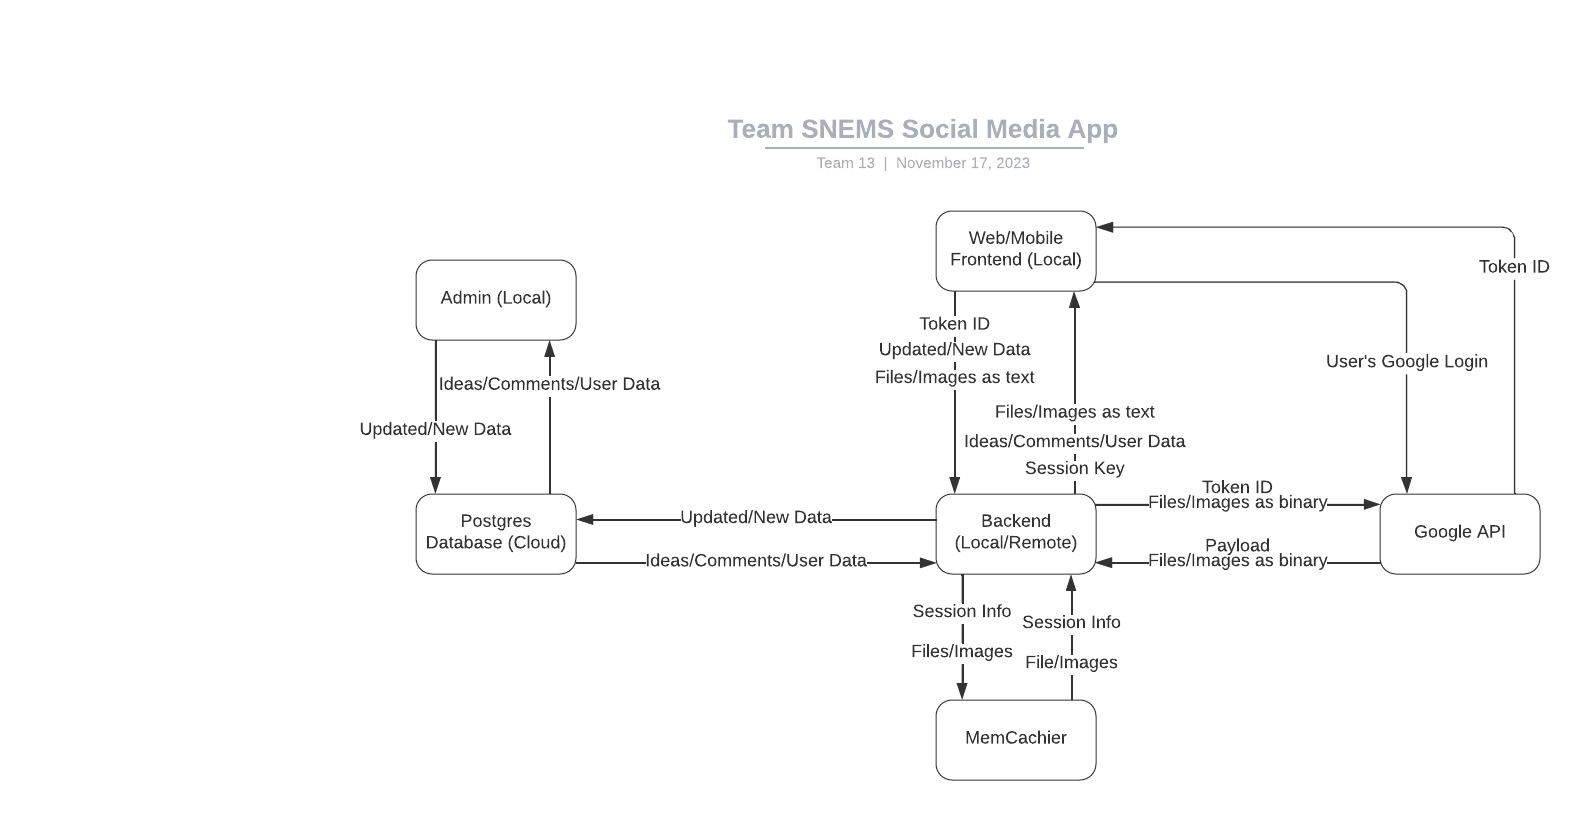 Team SNEMS Social Media App
Team 13 | November 17, 2023
Web/Mobile
Frontend (Local)
Token ID
Admin (Local)
Token ID
Updated/New Data
Files/Images as text
User's Google Login
Ideas/Comments/User Data
Updated/New Data
Files/Images as text
Ideas/Comments/User Data
Session Key
Token ID
Files/Images as binary
Postgres
Database (Cloud)
Updated/New Data
Backend
(Local/Remote)
Google API
Payload
Files/Images as binary
Ideas/Comments/User Data
Session Info
Session Info
Files/Images
File/Images
MemCachier